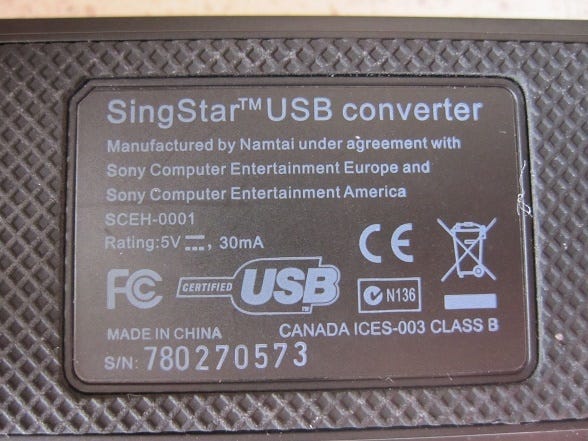 SingStar™ USB converter
Manufactured by Namtai under agreement with
Sony Computer Entertainment Europe and
Sony Computer Entertainment America
SCEH-0001
Rating:5V⎓, 30mA
CE
FC CERTIFIED USB™ N136
MADE IN CHINA CANADA ICES-003 CLASS B
S/N: 780270573